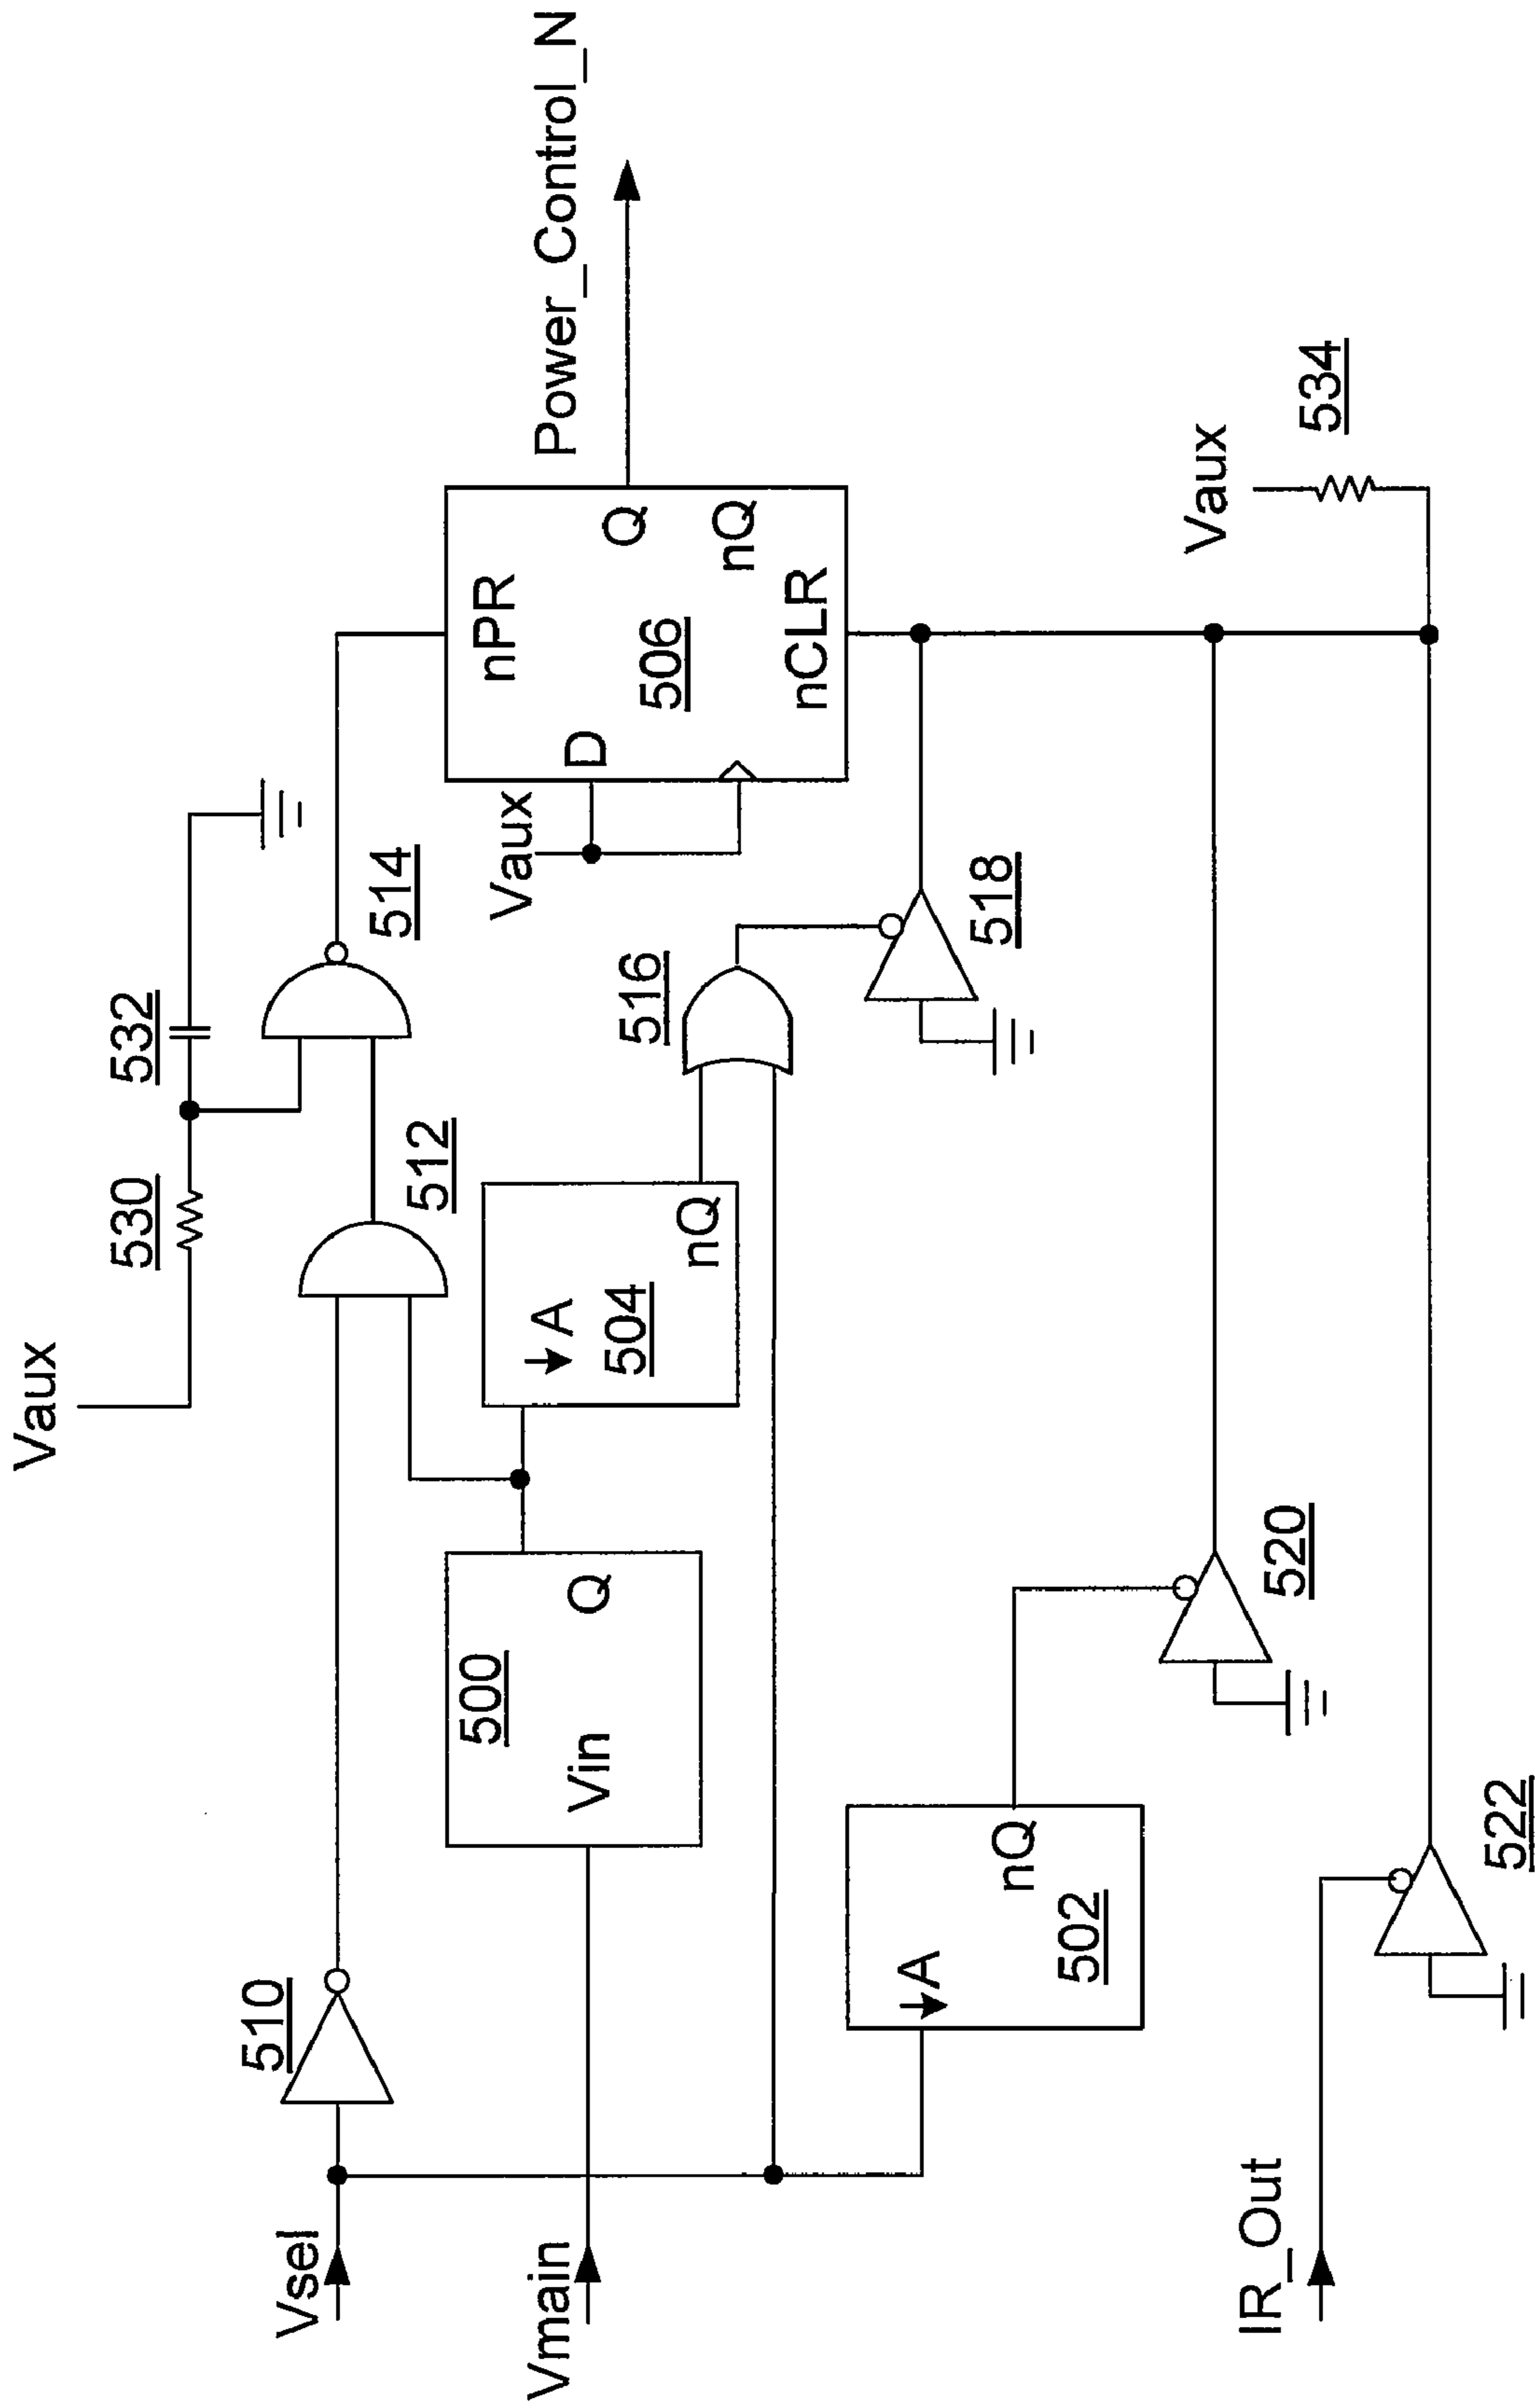 Vaux
530
532
514
512
510
Vsel
Vmain
500
Vin
Q
A
504
nQ
516
518
Vaux
D
nPR
506
Q
nQ
nCLR
Power_Control_N
A
502
nQ
520
Vaux
534
IR_Out
522